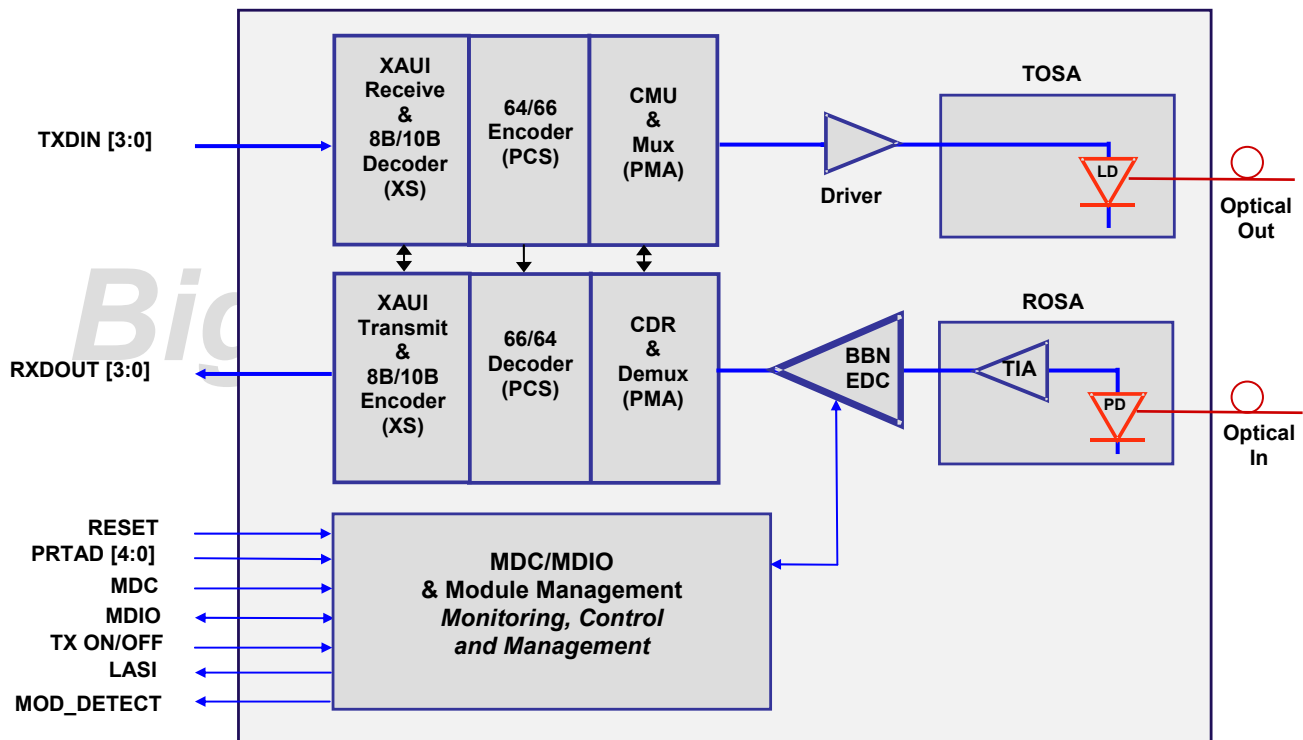 XAUI
Receive
&
8B/10B
Decoder
(XS)
64/66
Encoder
(PCS)
CMU
&
Mux
(PMA)
TOSA
TXDIN [3:0]
Driver
LD
Optical
Out
Big
XAUI
Transmit
&
8B/10B
Encoder
(XS)
66/64
Decoder
(PCS)
CDR
&
Demux
(PMA)
BBN
EDC
ROSA
TIA
PD
RXDOUT [3:0]
Optical
In
RESET
PRTAD [4:0]
MDC
MDIO
TX ON/OFF
LASI
MOD_DETECT
MDC/MDIO
& Module Management
Monitoring, Control
and Management